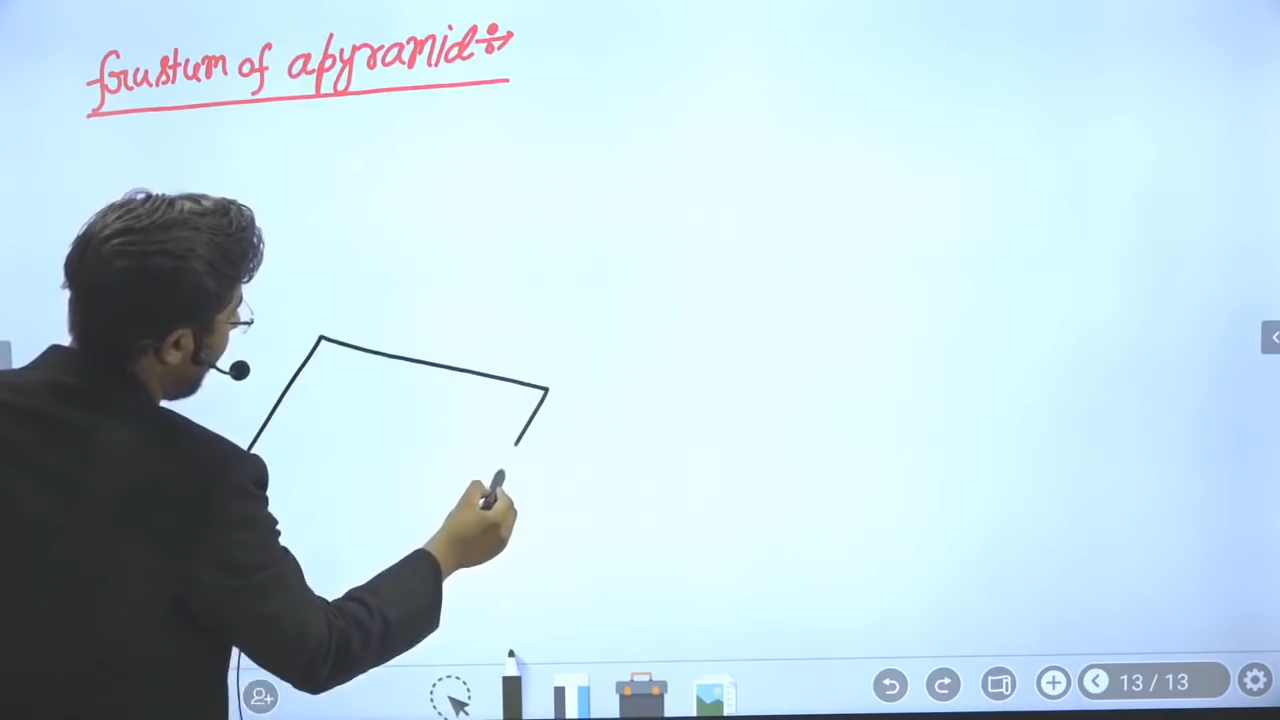 frustum of a pyramid ÷→
13 / 13